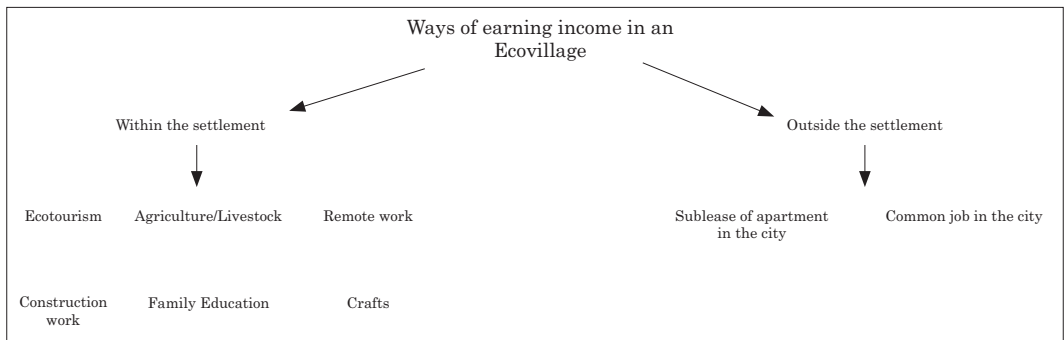 Ways of earning income in an
Ecovillage
Within the settlement
Outside the settlement
Ecotourism
Agriculture/Livestock
Remote work
Sublease of apartment
in the city
Common job in the city
Construction
work
Family Education
Crafts